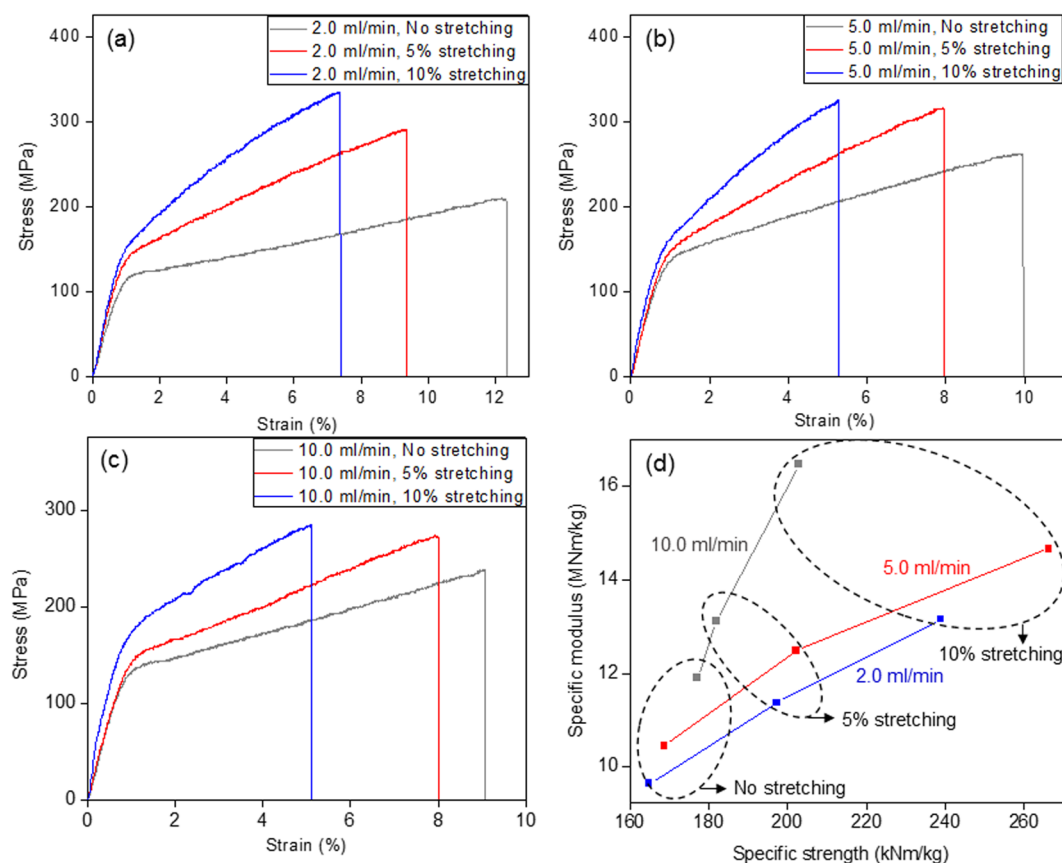 (a)
2.0 ml/min, No stretching
2.0 ml/min, 5% stretching
2.0 ml/min, 10% stretching
400
300
200
100
0
Stress (MPa)
0 2 4 6 8 10 12
Strain (%)
(b)
5.0 ml/min, No stretching
5.0 ml/min, 5% stretching
5.0 ml/min, 10% stretching
400
300
200
100
0
Stress (MPa)
0 2 4 6 8 10
Strain (%)
(c)
10.0 ml/min, No stretching
10.0 ml/min, 5% stretching
10.0 ml/min, 10% stretching
300
200
100
0
Stress (MPa)
0 2 4 6 8 10
Strain (%)
(d)
16
14
12
10
Specific modulus (MNm/kg)
10.0 ml/min
5.0 ml/min
10% stretching
2.0 ml/min
5% stretching
No stretching
160 180 200 220 240 260
Specific strength (kNm/kg)